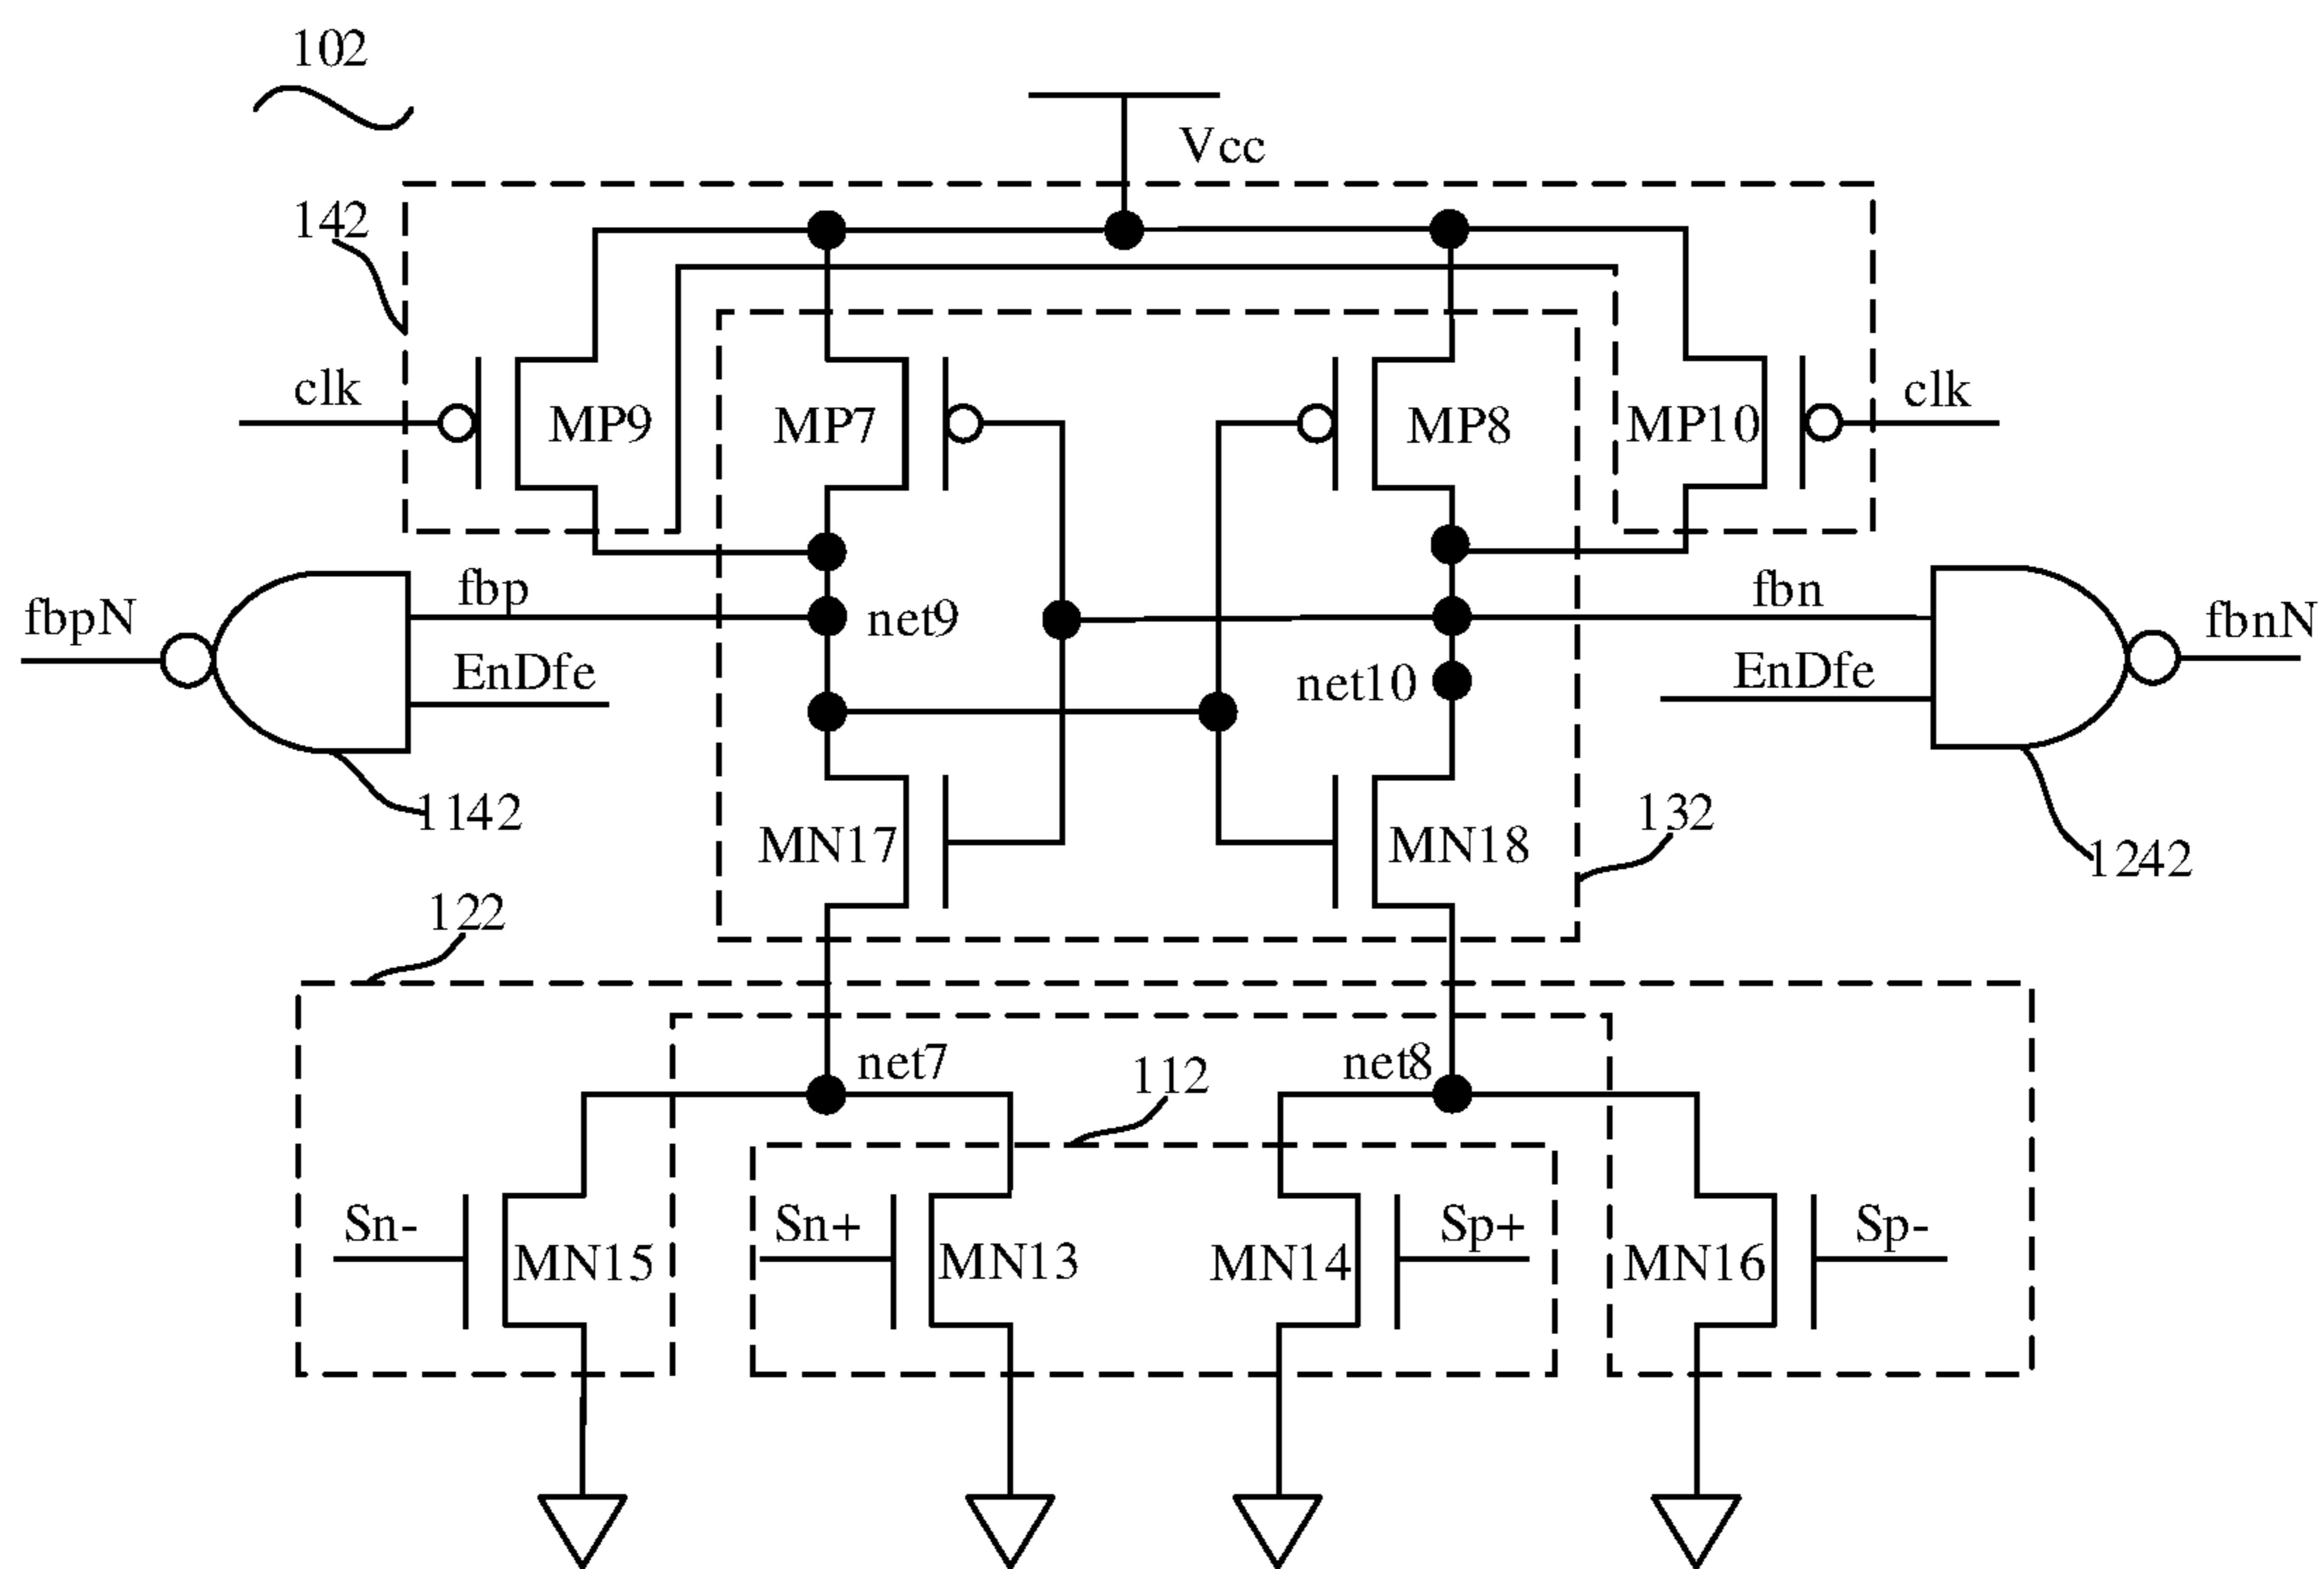 102
Vcc
142
clk
MP9
MP7
MP8
MP10
clk
fbpN
fbp
net9
fbn
fbnN
EnDfe
net10
EnDfe
1142
MN17
MN18
132
1242
122
net7
112
net8
Sn-
MN15
Sn+
MN13
MN14
Sp+
MN16
Sp-